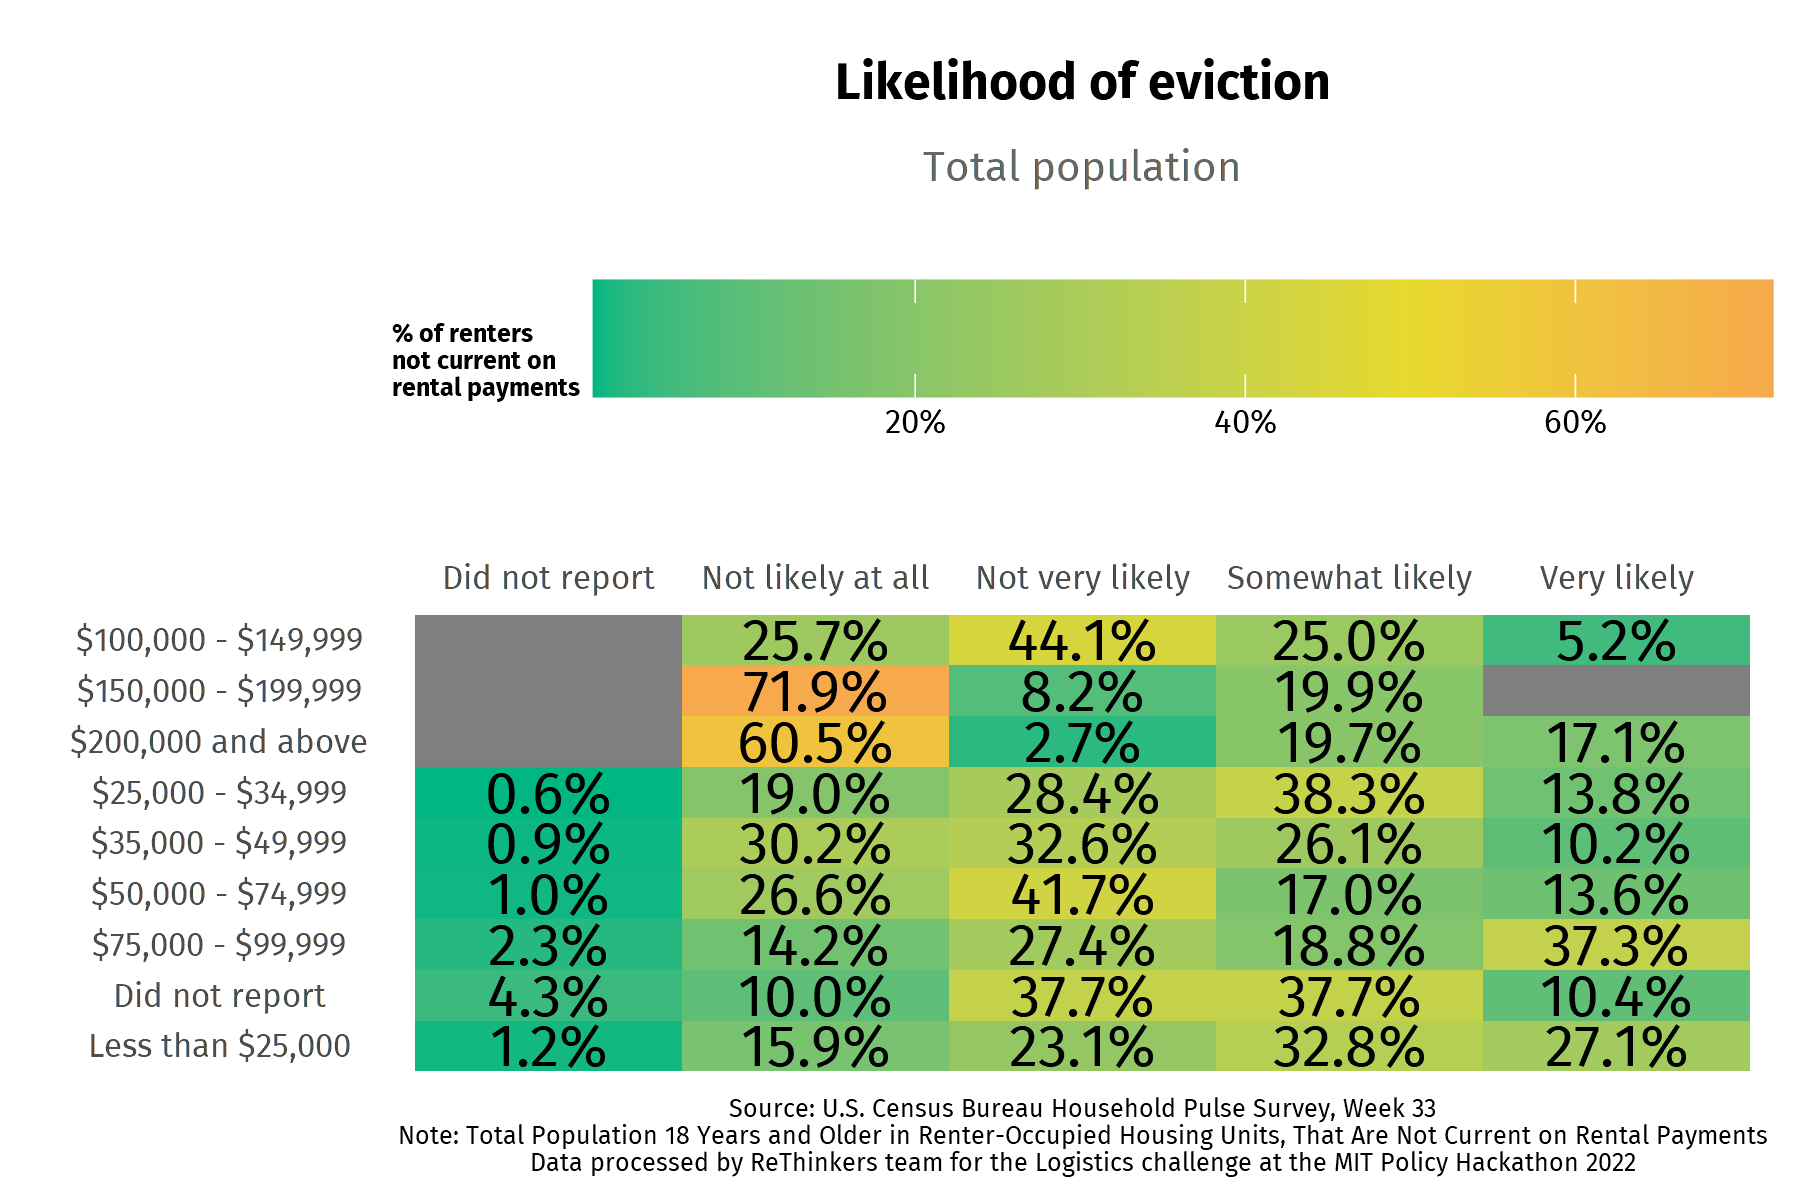 Likelihood of eviction
Total population
% of renters
not current on
rental payments
20% 40% 60%
Did not report Not likely at all Not very likely Somewhat likely Very likely
$100,000 - $149,999 25.7% 44.1% 25.0% 5.2%
$150,000 - $199,999 71.9% 8.2% 19.9%
$200,000 and above 60.5% 2.7% 19.7% 17.1%
$25,000 - $34,999 0.6% 19.0% 28.4% 38.3% 13.8%
$35,000 - $49,999 0.9% 30.2% 32.6% 26.1% 10.2%
$50,000 - $74,999 1.0% 26.6% 41.7% 17.0% 13.6%
$75,000 - $99,999 2.3% 14.2% 27.4% 18.8% 37.3%
Did not report 4.3% 10.0% 37.7% 37.7% 10.4%
Less than $25,000 1.2% 15.9% 23.1% 32.8% 27.1%
Source: U.S. Census Bureau Household Pulse Survey, Week 33
Note: Total Population 18 Years and Older in Renter-Occupied Housing Units, That Are Not Current on Rental Payments
Data processed by ReThinkers team for the Logistics challenge at the MIT Policy Hackathon 2022